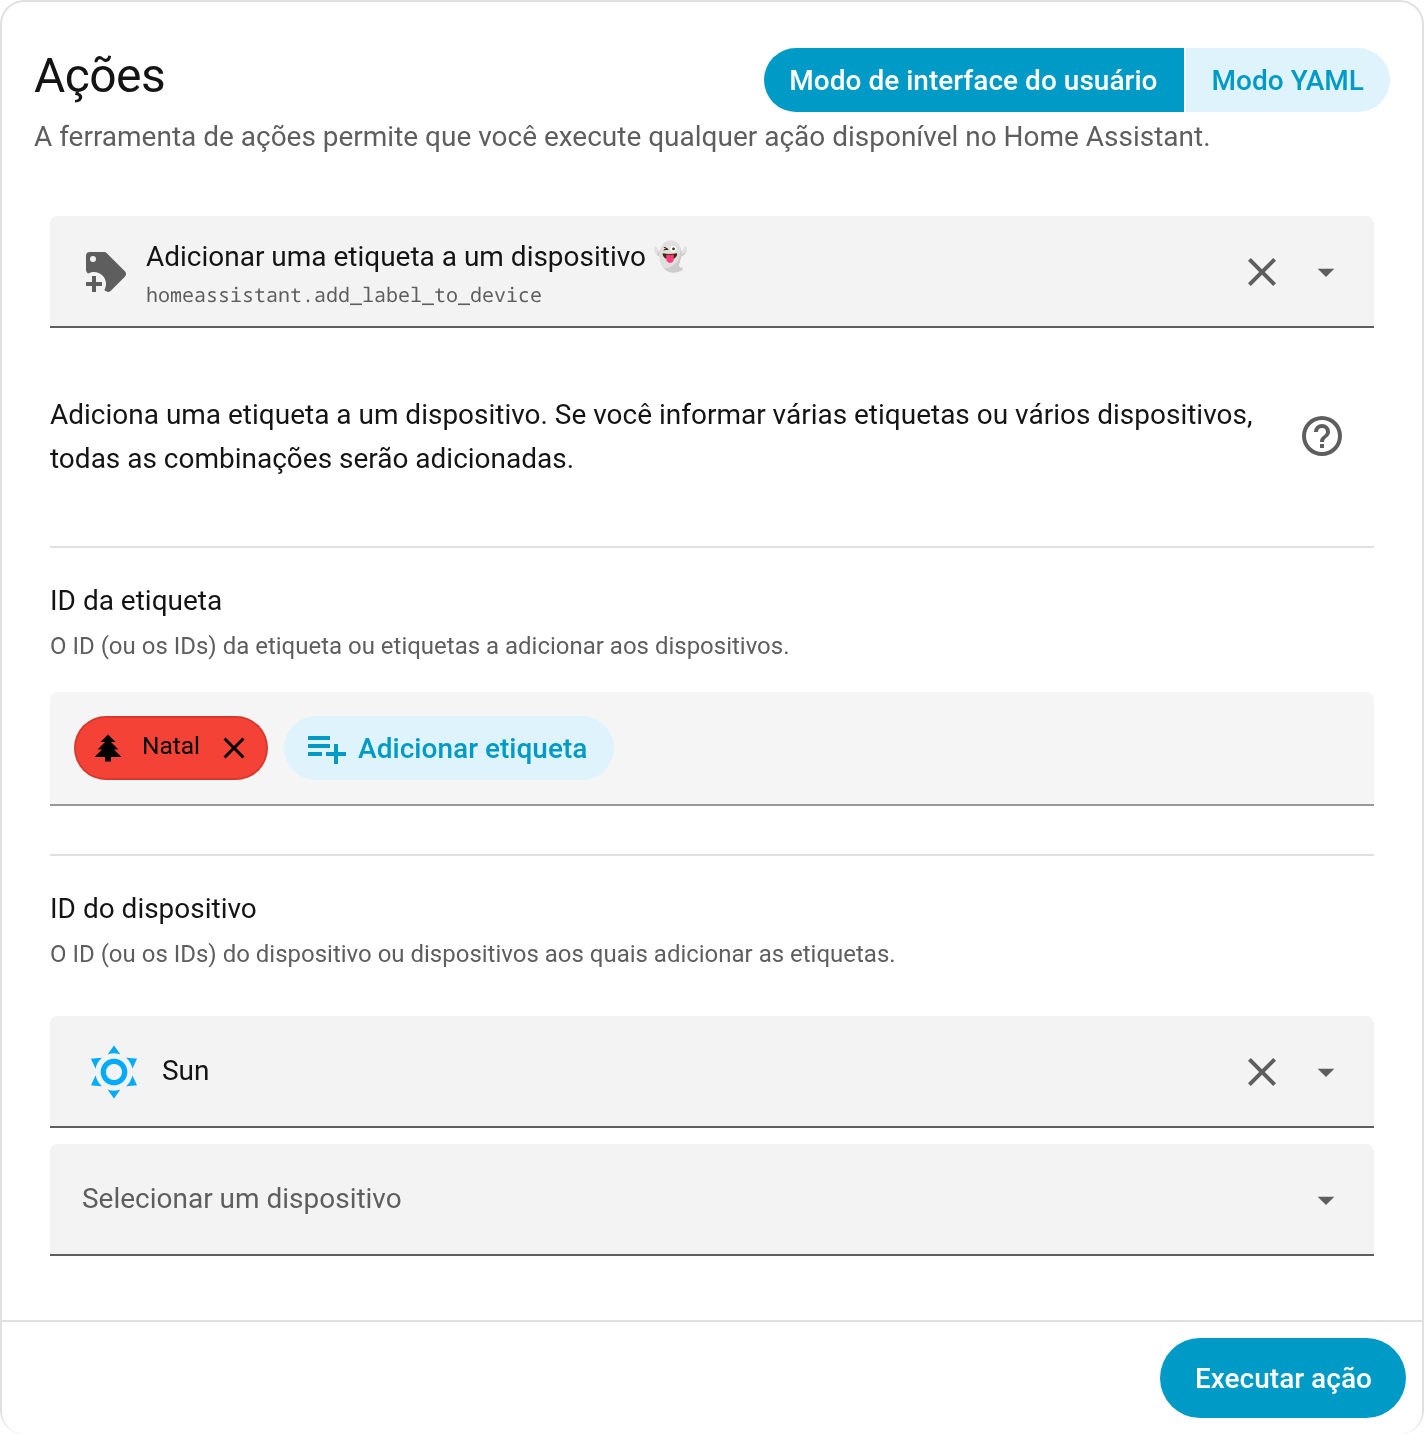 Ações
Modo de interface do usuário
Modo YAML
A ferramenta de ações permite que você execute qualquer ação disponível no Home Assistant.
Adicionar uma etiqueta a um dispositivo 👻
homeassistant.add_label_to_device
Adiciona uma etiqueta a um dispositivo. Se você informar várias etiquetas ou vários dispositivos,
todas as combinações serão adicionadas.
ID da etiqueta
O ID (ou os IDs) da etiqueta ou etiquetas a adicionar aos dispositivos.
Natal
Adicionar etiqueta
ID do dispositivo
O ID (ou os IDs) do dispositivo ou dispositivos aos quais adicionar as etiquetas.
Sun
Selecionar um dispositivo
Executar ação